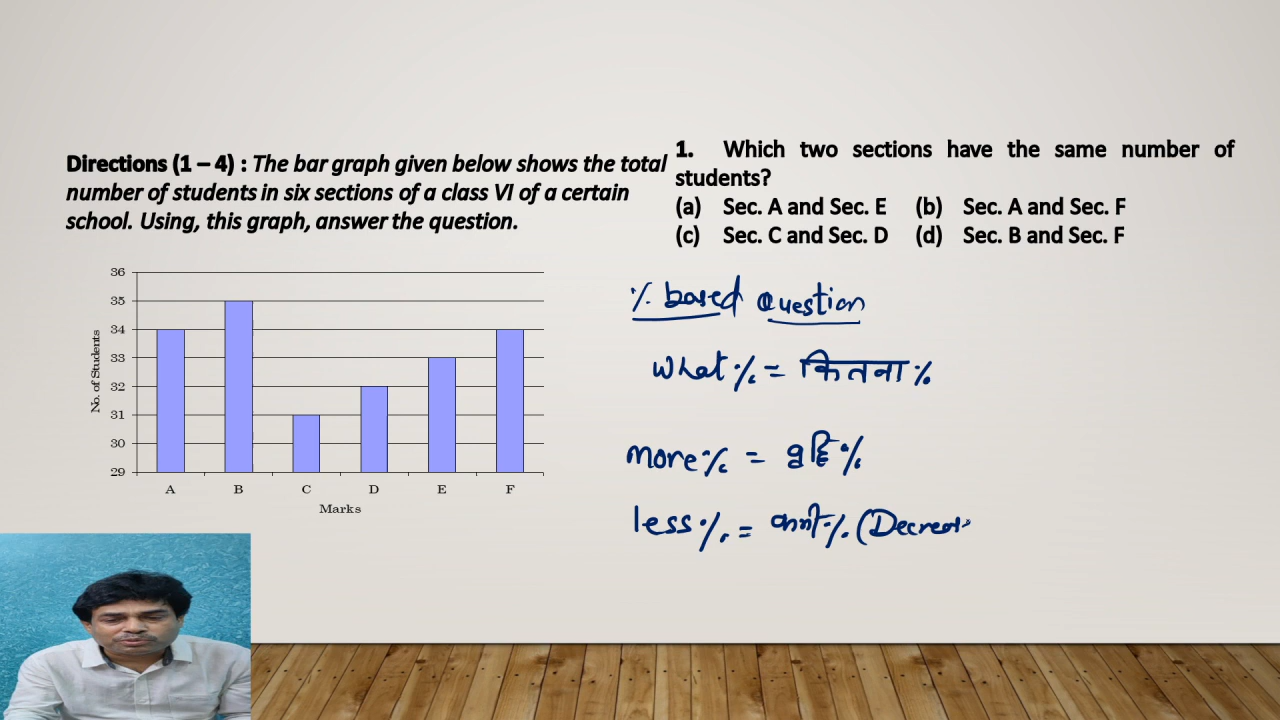 Directions (1 – 4) : The bar graph given below shows the total
number of students in six sections of a class VI of a certain
school. Using, this graph, answer the question.
36
35
34
33
32
31
30
29
No. of Students
A B C D E F
Marks
1. Which two sections have the same number of
students?
(a) Sec. A and Sec. E (b) Sec. A and Sec. F
(c) Sec. C and Sec. D (d) Sec. B and Sec. F
% based question
what % = कितना %
more % = वृद्धि %
less % = कमी % (Decreas